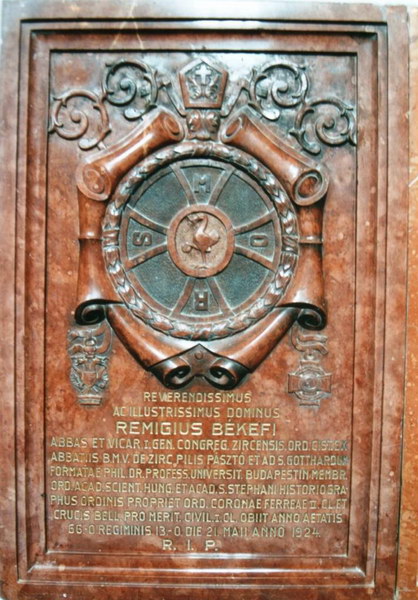 M
S
O
R
REVERENDISSIMUS
AC ILLUSTRISSIMUS DOMINUS
REMIGIUS BÉKEFI
ABBAS ET VICAR. I. GEN. CONGREG. ZIRCENSIS. ORD. CISTERC
ABBATIIS B.M.V. DE ZIRC, PILIS PASZTO ET AD S. GOTTHARDUM
FORMATAE PHIL. DR. PROFESS. UNIVERSIT. BUDAPESTIN. MEMBR.
ORD. ACAD. SCIENT. HUNG. ET ACAD. S. STEPHANI HISTORIOGRA-
PHUS ORDINIS PROPRIET ORD. CORONAE FERREAE II CL. ET
CRUCIS BELL. PRO MERIT. CIVIL. I. CL. OBIIT ANNO AETATIS
66-O REGIMINIS 13-O. DIE 21. MAII. ANNO 1924.
R. I. P.